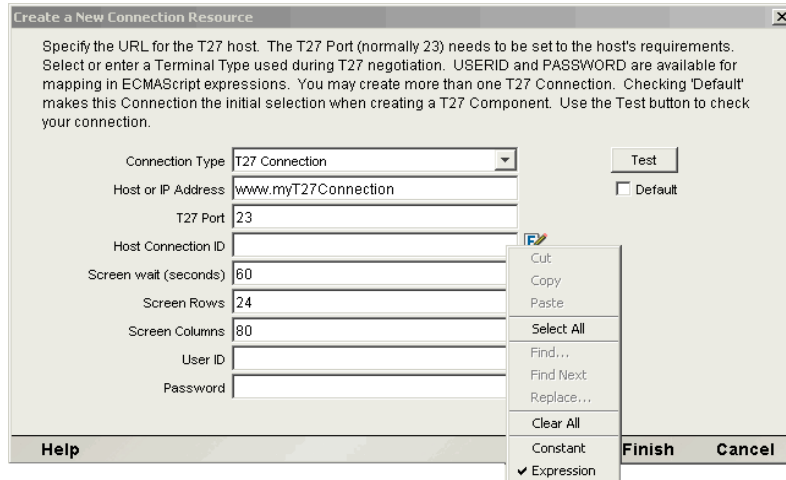 Create a New Connection Resource
Specify the URL for the T27 host. The T27 Port (normally 23) needs to be set to the host's requirements.
Select or enter a Terminal Type used during T27 negotiation. USERID and PASSWORD are available for
mapping in ECMAScript expressions. You may create more than one T27 Connection. Checking 'Default'
makes this Connection the initial selection when creating a T27 Component. Use the Test button to check
your connection.
Connection Type T27 Connection Test
Host or IP Address www.myT27Connection Default
T27 Port 23
Host Connection ID
Screen wait (seconds) 60
Screen Rows 24
Screen Columns 80
User ID
Password
Cut
Copy
Paste
Select All
Find...
Find Next
Replace...
Clear All
Constant
Expression
Help Finish Cancel